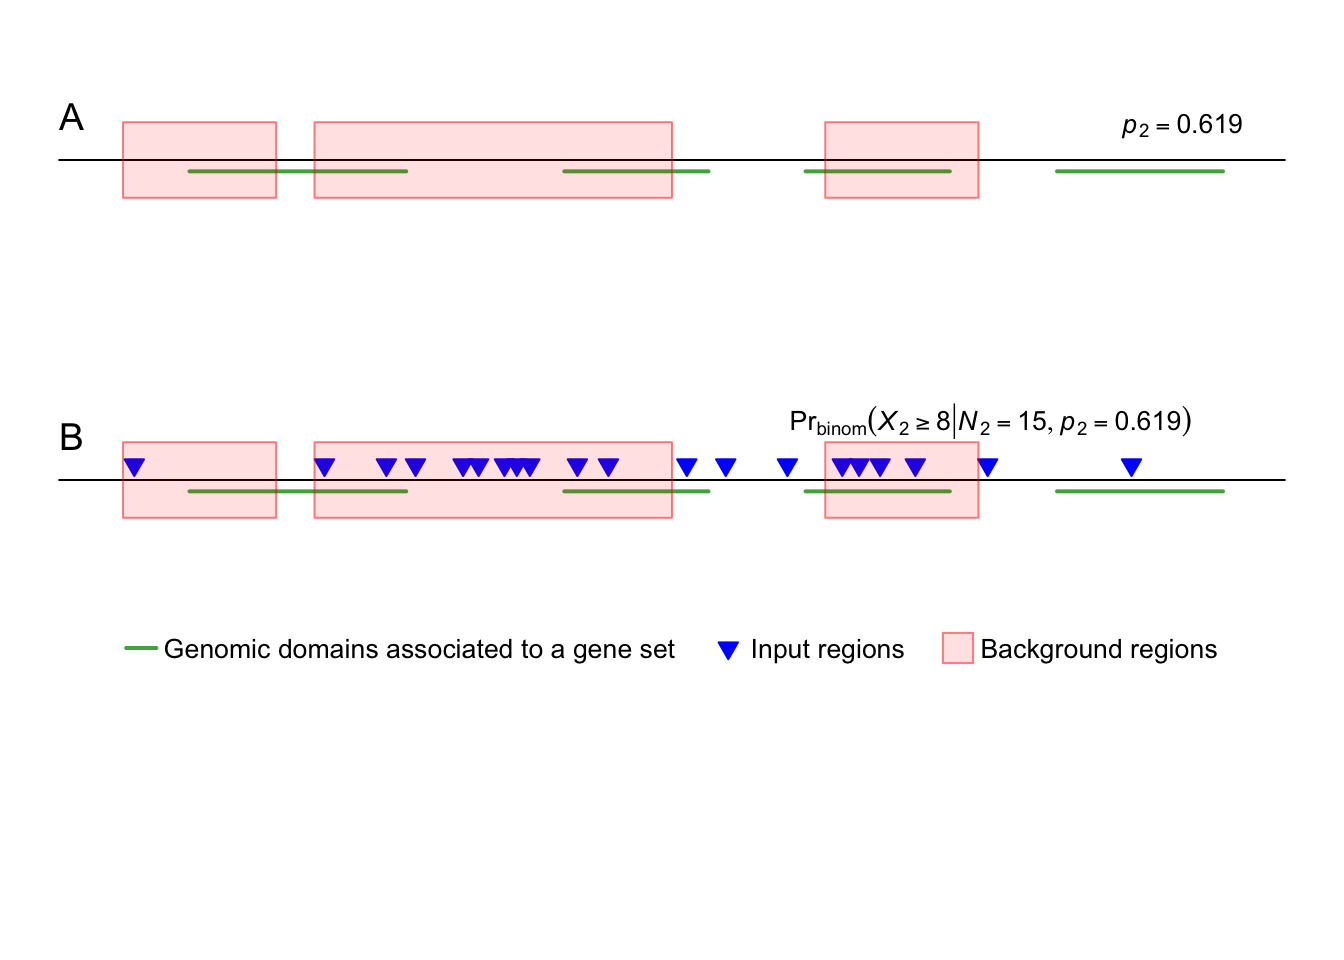 A
p₂ = 0.619
B
Pr_binom(X₂ ≥ 8|N₂ = 15, p₂ = 0.619)
Genomic domains associated to a gene set
Input regions
Background regions